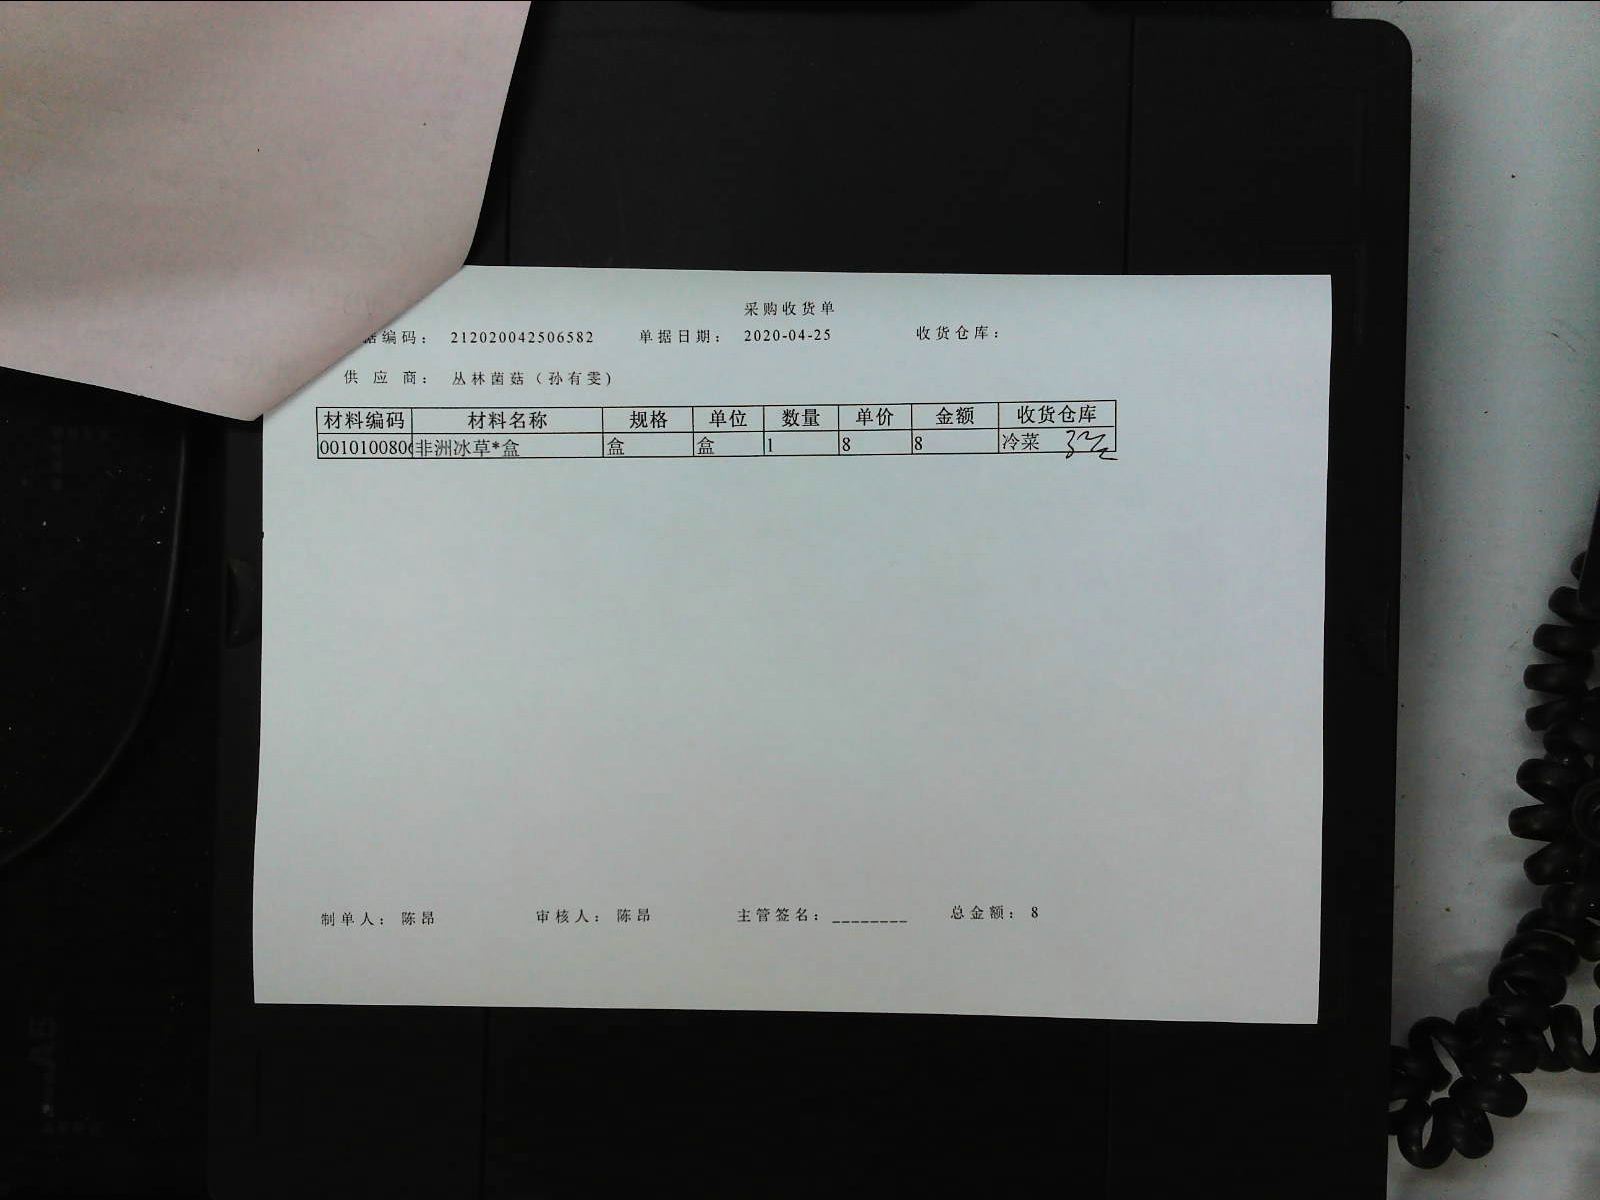 采购收货单
据编码： 212020042506582 单据日期： 2020-04-25 收货仓库：
供应商： 丛林菌菇（孙有雯）
材料编码 材料名称 规格 单位 数量 单价 金额 收货仓库
0010100806 非洲冰草*盒 盒 盒 1 8 8 冷菜
制单人： 陈昂 审核人： 陈昂 主管签名： ________ 总金额： 8